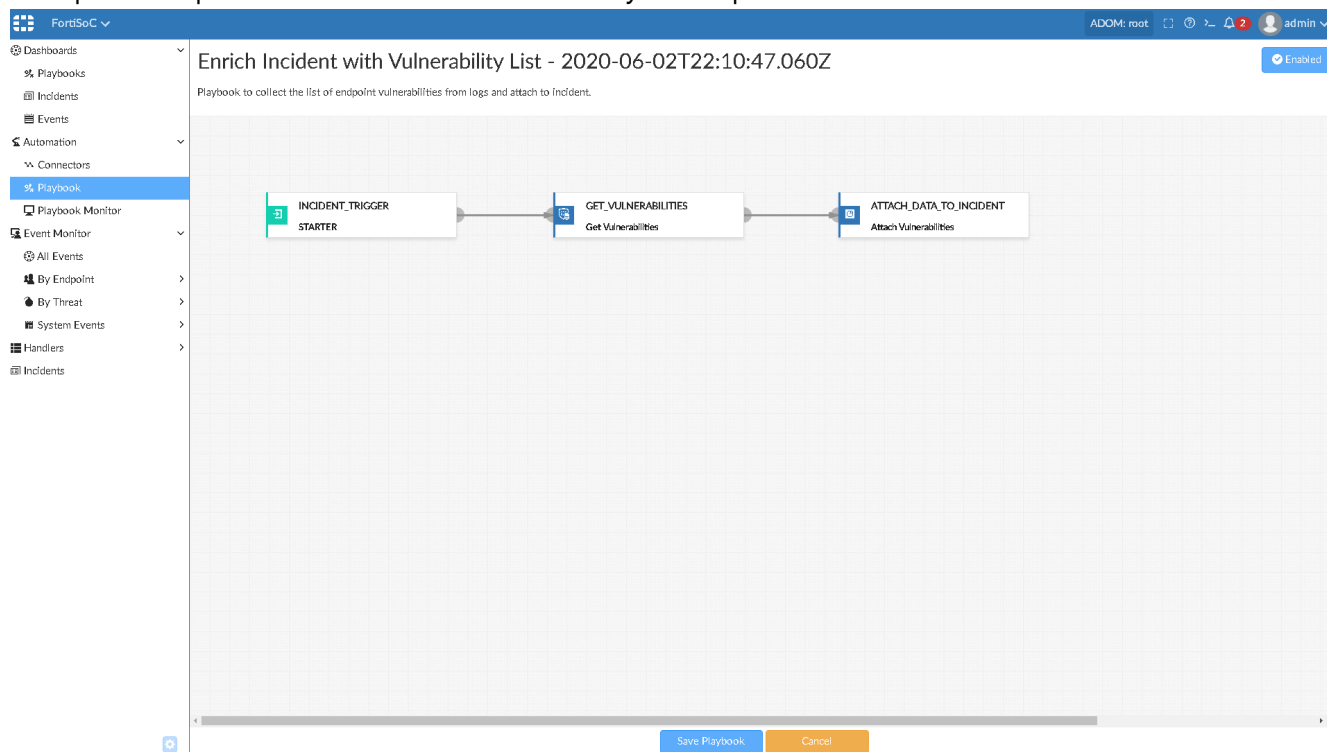 FortiSoC
ADOM: root
2
admin
Dashboards
Playbooks
Incidents
Events
Automation
Connectors
Playbook
Playbook Monitor
Event Monitor
All Events
By Endpoint
By Threat
System Events
Handlers
Incidents
Enrich Incident with Vulnerability List - 2020-06-02T22:10:47.060Z
Enabled
Playbook to collect the list of endpoint vulnerabilities from logs and attach to incident.
INCIDENT_TRIGGER
STARTER
GET_VULNERABILITIES
Get Vulnerabilities
ATTACH_DATA_TO_INCIDENT
Attach Vulnerabilities
Save Playbook
Cancel